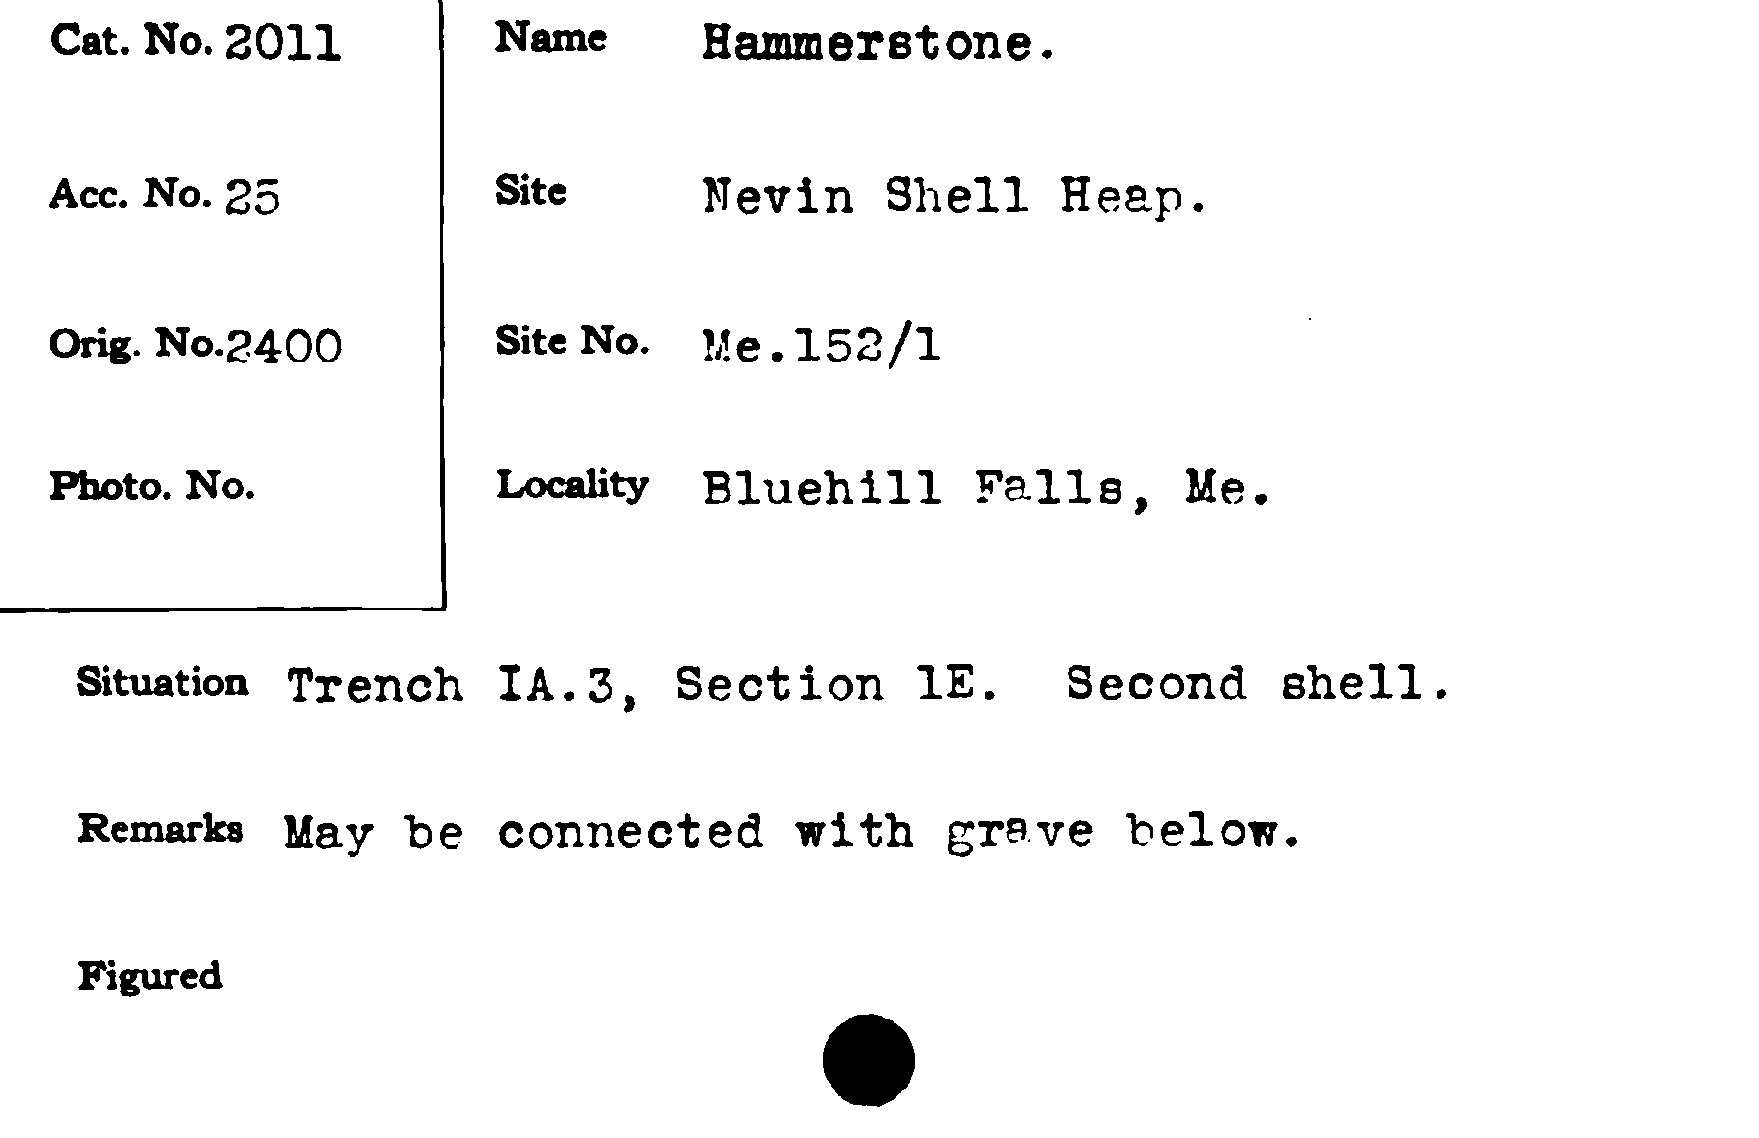 Cat. No. 2011
Name Hammerstone.
Acc. No. 25
Site Nevin Shell Heap.
Orig. No. 2400
Site No. Me.152/1
Photo. No.
Locality Bluehill Falls, Me.
Situation Trench IA.3, Section 1E. Second shell.
Remarks May be connected with grave below.
Figured